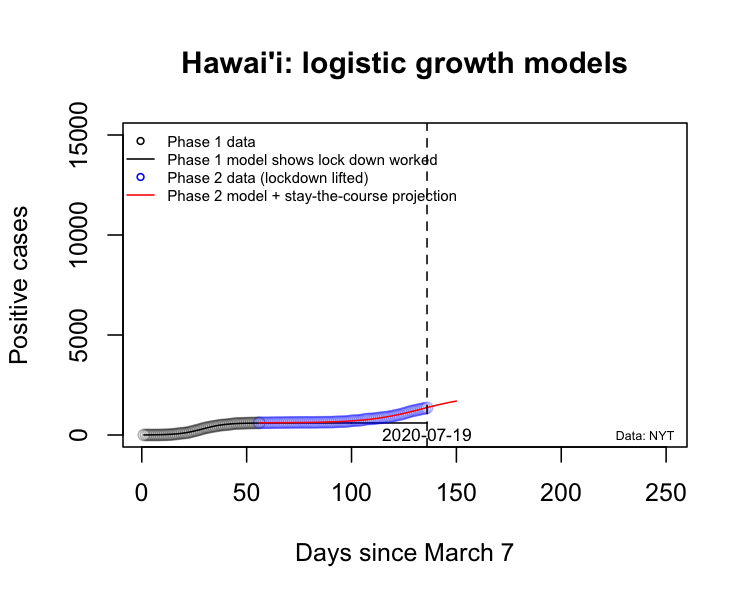 Hawai'i: logistic growth models
Phase 1 data
Phase 1 model shows lock down worked
Phase 2 data (lockdown lifted)
Phase 2 model + stay-the-course projection
Positive cases
15000
10000
5000
0
2020-07-19
Data: NYT
0 50 100 150 200 250
Days since March 7